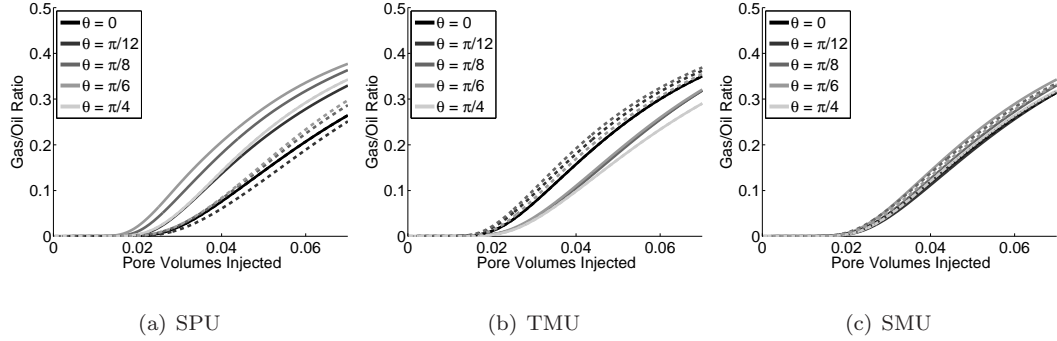 0.5
0.4
0.3
0.2
0.1
0
Gas/Oil Ratio
θ = 0
θ = π/12
θ = π/8
θ = π/6
θ = π/4
0 0.02 0.04 0.06
Pore Volumes Injected
(a) SPU
0.5
0.4
0.3
0.2
0.1
0
Gas/Oil Ratio
θ = 0
θ = π/12
θ = π/8
θ = π/6
θ = π/4
0 0.02 0.04 0.06
Pore Volumes Injected
(b) TMU
0.5
0.4
0.3
0.2
0.1
0
Gas/Oil Ratio
θ = 0
θ = π/12
θ = π/8
θ = π/6
θ = π/4
0 0.02 0.04 0.06
Pore Volumes Injected
(c) SMU